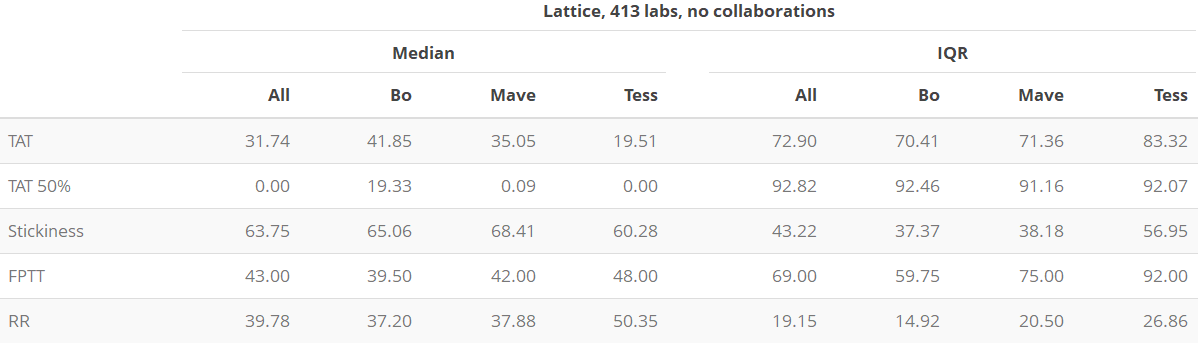 Lattice, 413 labs, no collaborations
Median IQR
All Bo Mave Tess All Bo Mave Tess
TAT 31.74 41.85 35.05 19.51 72.90 70.41 71.36 83.32
TAT 50% 0.00 19.33 0.09 0.00 92.82 92.46 91.16 92.07
Stickiness 63.75 65.06 68.41 60.28 43.22 37.37 38.18 56.95
FPTT 43.00 39.50 42.00 48.00 69.00 59.75 75.00 92.00
RR 39.78 37.20 37.88 50.35 19.15 14.92 20.50 26.86